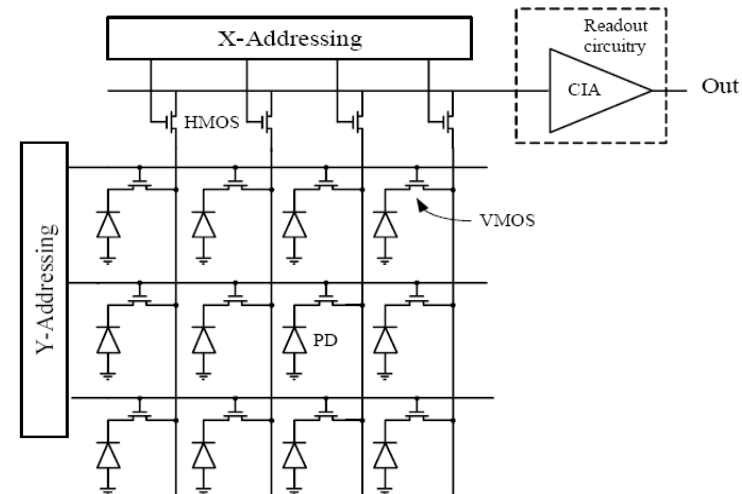 X-Addressing
Readout
circuitry
CIA
Out
HMOS
Y-Addressing
VMOS
PD